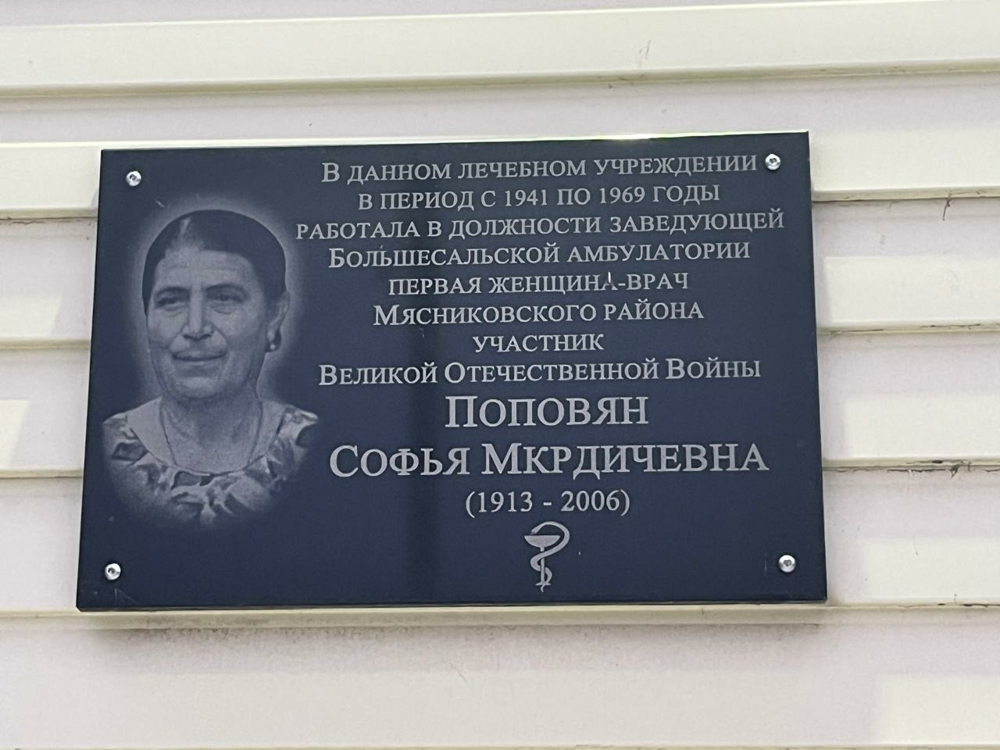 В ДАННОМ ЛЕЧЕБНОМ УЧРЕЖДЕНИИ
В ПЕРИОД С 1941 ПО 1969 ГОДЫ
РАБОТАЛА В ДОЛЖНОСТИ ЗАВЕДУЮЩЕЙ
БОЛЬШЕСАЛЬСКОЙ АМБУЛАТОРИИ
ПЕРВАЯ ЖЕНЩИНА-ВРАЧ
МЯСНИКОВСКОГО РАЙОНА
УЧАСТНИК
ВЕЛИКОЙ ОТЕЧЕСТВЕННОЙ ВОЙНЫ
ПОПОВЯН
СОФЬЯ МКРДИЧЕВНА
(1913 - 2006)